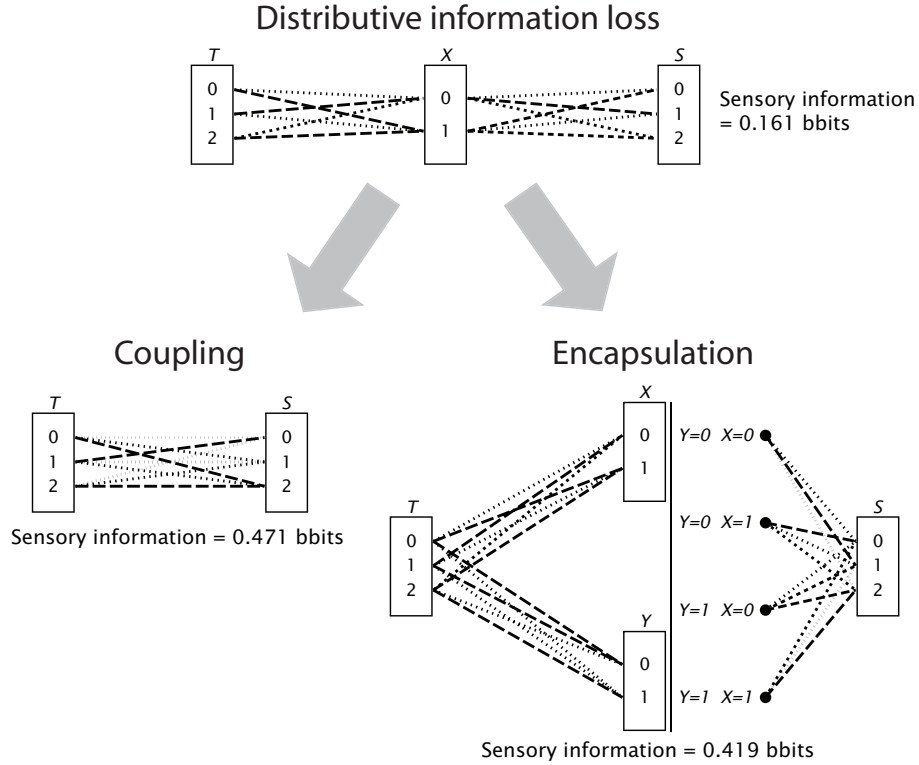 Distributive information loss
T X S
0 0 0
1 1 1
2 2
Sensory information
= 0.161 bbits
Coupling
T S
0 0
1 1
2 2
Sensory information = 0.471 bbits
Encapsulation
X
0
1
Y=0 X=0
Y=0 X=1
T
0
1
2
S
0
1
2
Y=1 X=0
Y
0
1
Y=1 X=1
Sensory information = 0.419 bbits